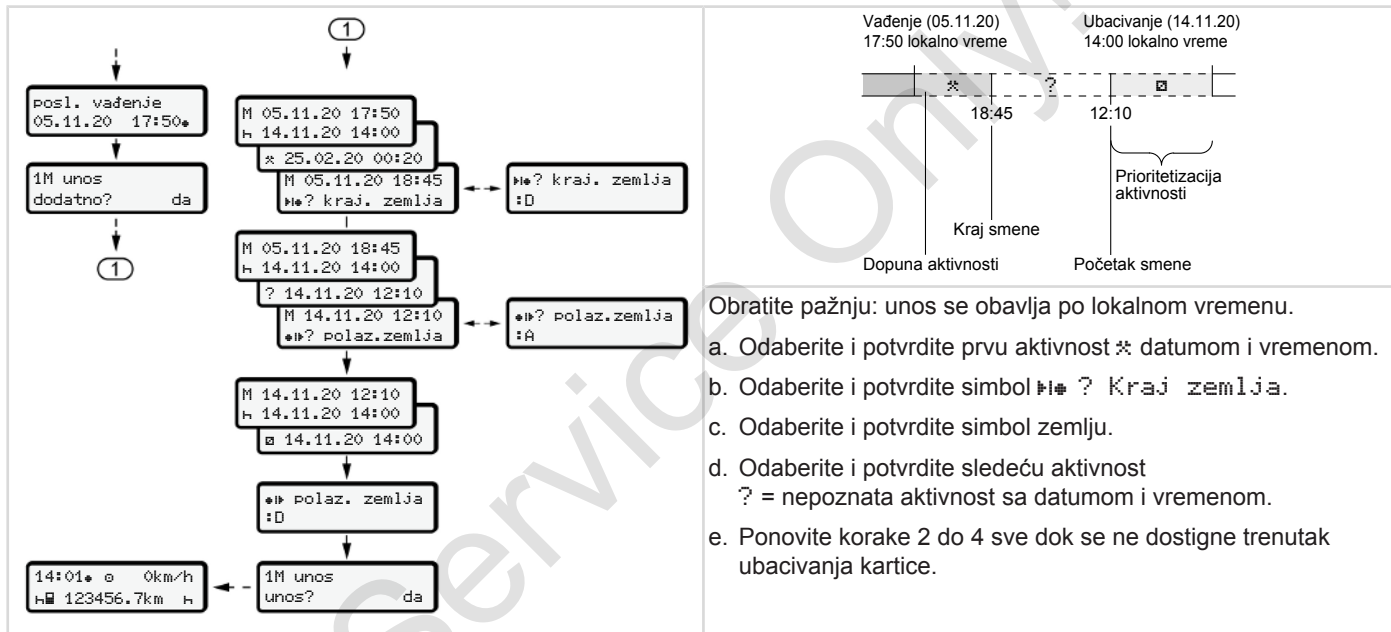 1
posl. vađenje
05.11.20 17:50
1M unos
dodatno? da
1
M 05.11.20 17:50
14.11.20 14:00
25.02.20 00:20
M 05.11.20 18:45
? kraj. zemlja
? kraj. zemlja
:D
M 05.11.20 18:45
14.11.20 14:00
? 14.11.20 12:10
M 14.11.20 12:10
? polaz.zemlja
? polaz.zemlja
:A
M 14.11.20 12:10
14.11.20 14:00
14.11.20 14:00
polaz. zemlja
:D
1M unos
unos? da
14:01 0km/h
123456.7km
Vađenje (05.11.20)
17:50 lokalno vreme
Ubacivanje (14.11.20)
14:00 lokalno vreme
?
18:45
12:10
Prioritetizacija
aktivnosti
Kraj smene
Dopuna aktivnosti
Početak smene
Obratite pažnju: unos se obavlja po lokalnom vremenu.
a. Odaberite i potvrdite prvu aktivnost datumom i vremenom.
b. Odaberite i potvrdite simbol ? Kraj zemlja.
c. Odaberite i potvrdite simbol zemlju.
d. Odaberite i potvrdite sledeću aktivnost
? = nepoznata aktivnost sa datumom i vremenom.
e. Ponovite korake 2 do 4 sve dok se ne dostigne trenutak
ubacivanja kartice.
Service Only!